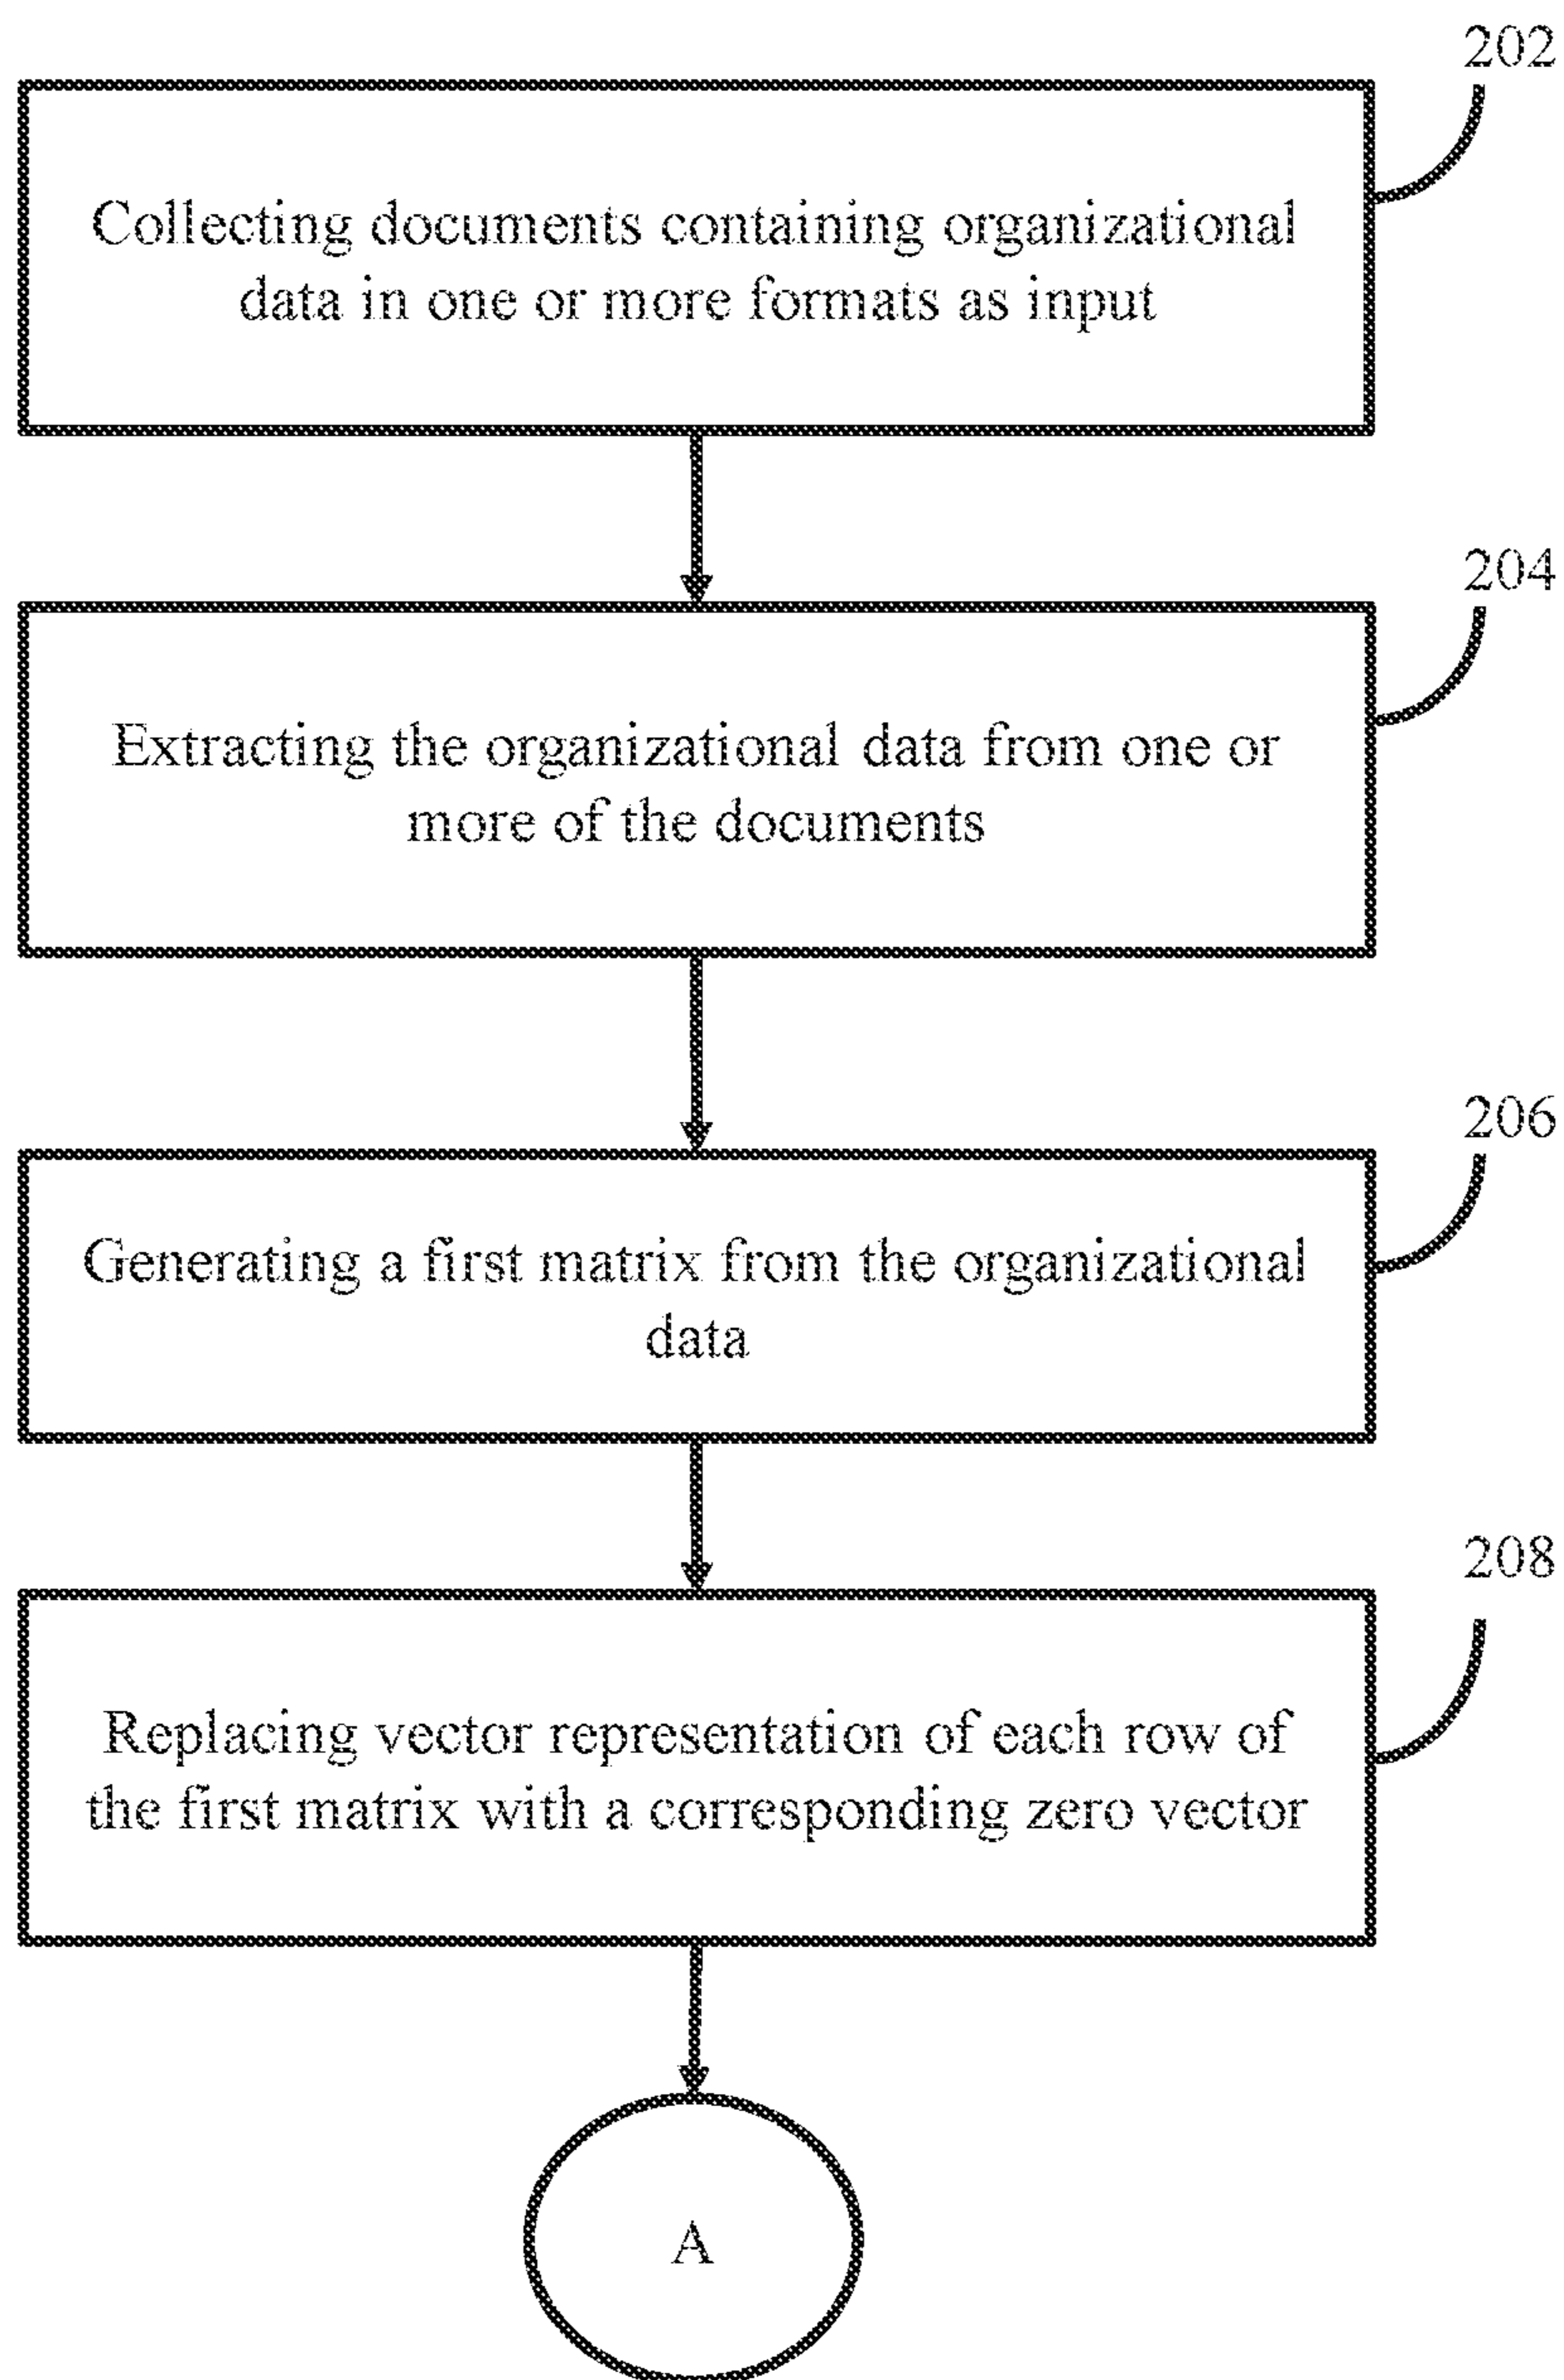 202
Collecting documents containing organizational
data in one or more formats as input
204
Extracting the organizational data from one or
more of the documents
206
Generating a first matrix from the organizational
data
208
Replacing vector representation of each row of
the first matrix with a corresponding zero vector
A